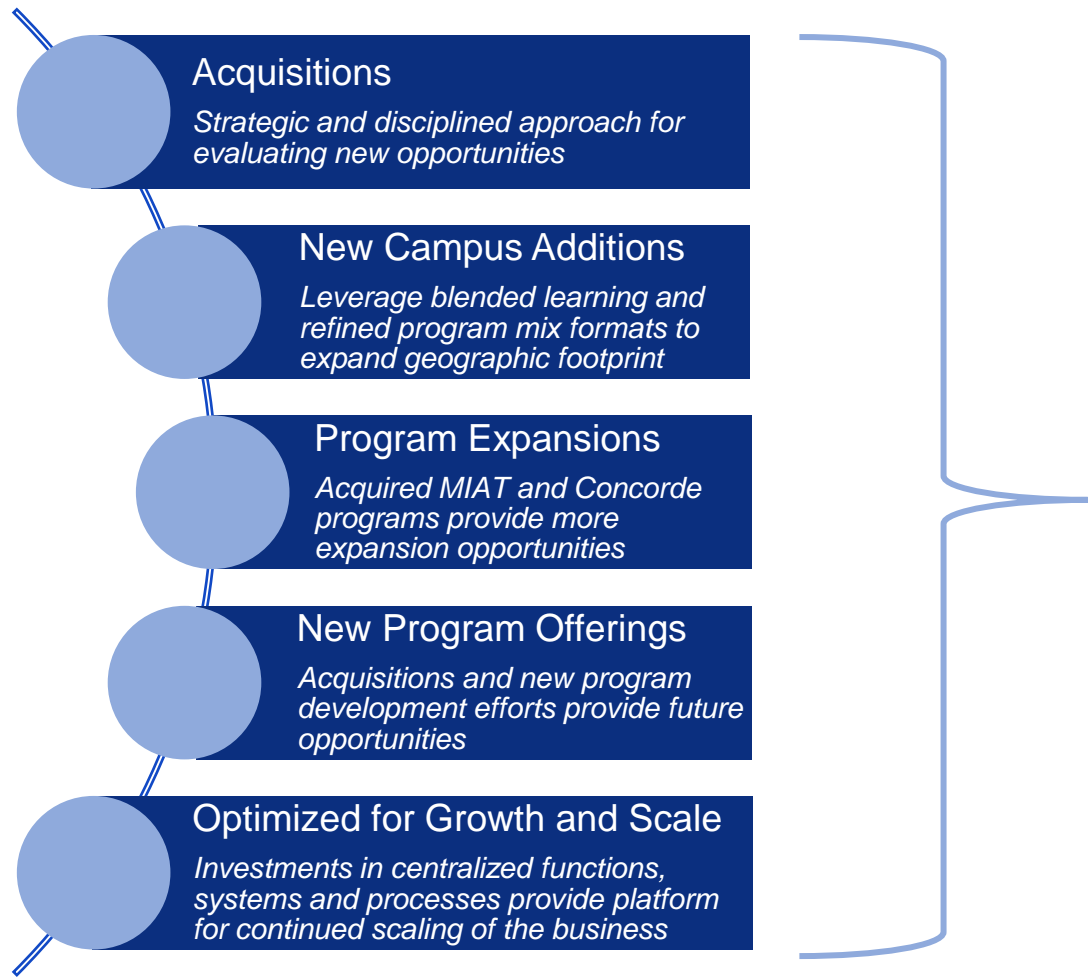 Acquisitions
Strategic and disciplined approach for
evaluating new opportunities
New Campus Additions
Leverage blended learning and
refined program mix formats to
expand geographic footprint
Program Expansions
Acquired MIAT and Concorde
programs provide more
expansion opportunities
New Program Offerings
Acquisitions and new program
development efforts provide future
opportunities
Optimized for Growth and Scale
Investments in centralized functions,
systems and processes provide platform
for continued scaling of the business